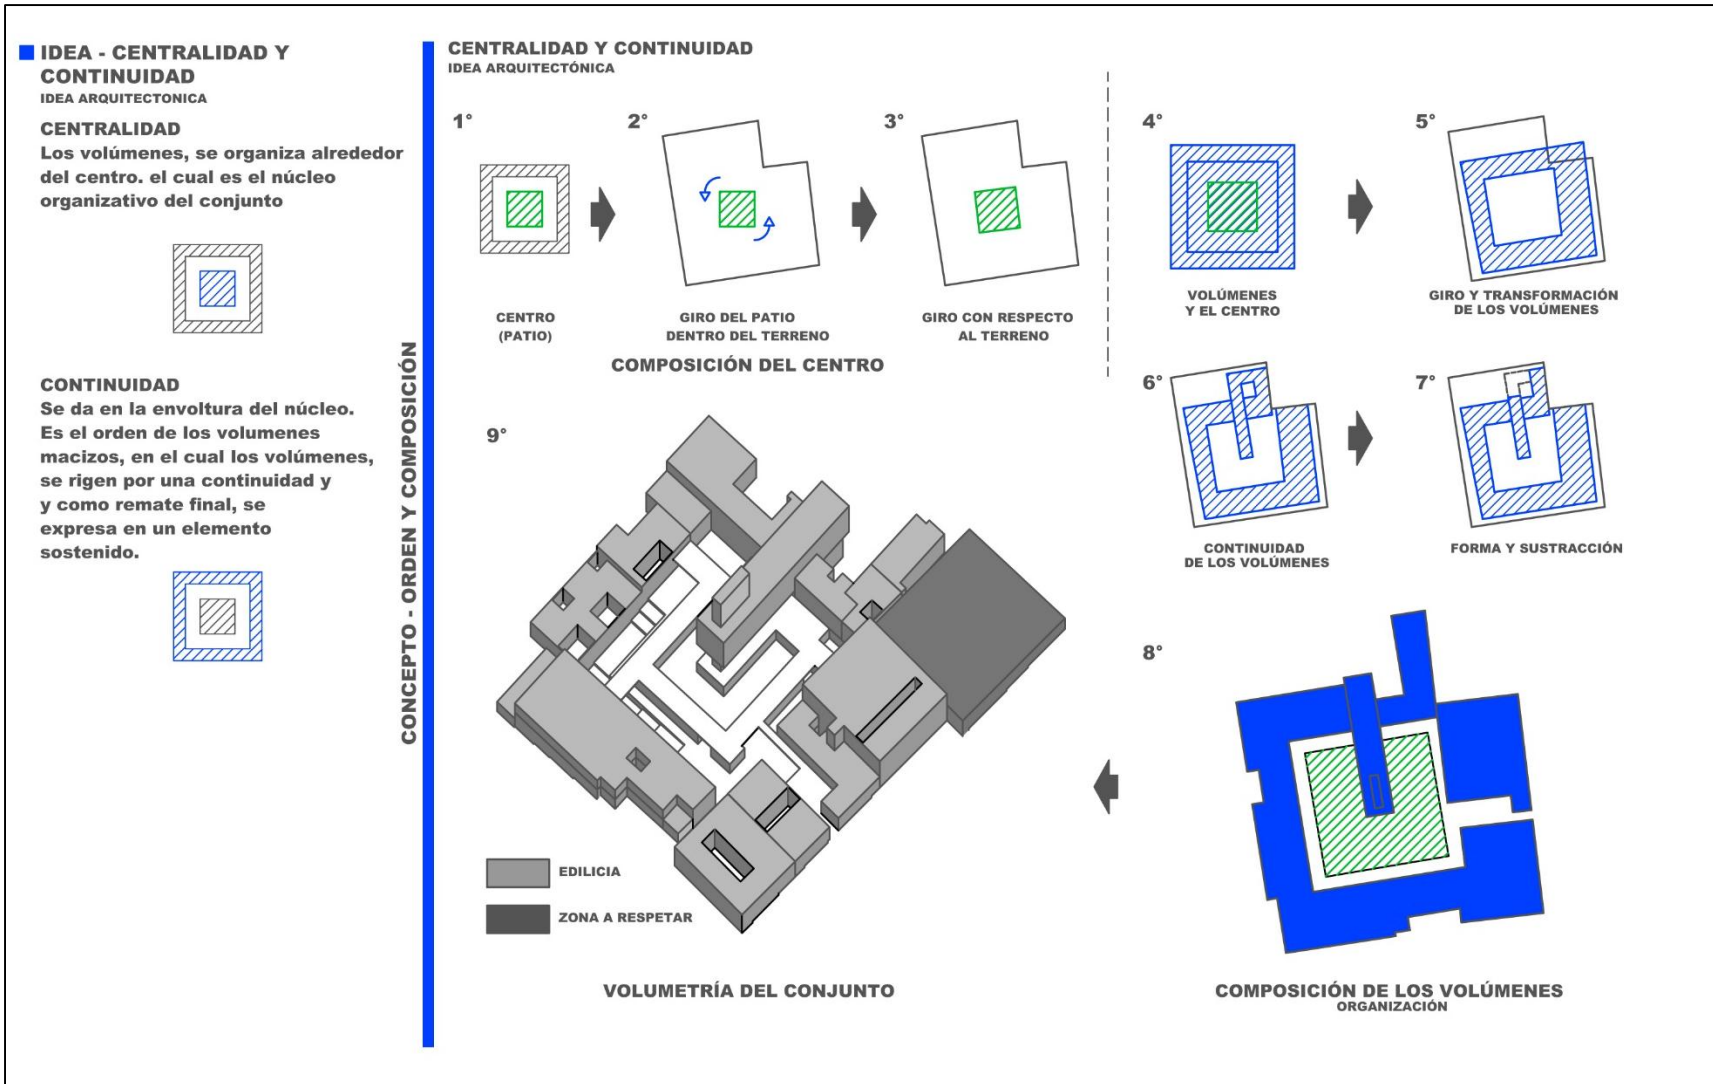 IDEA - CENTRALIDAD Y
CONTINUIDAD
IDEA ARQUITECTONICA
CENTRALIDAD
Los volúmenes, se organiza alrededor
del centro. el cual es el núcleo
organizativo del conjunto
CONTINUIDAD
Se da en la envoltura del núcleo.
Es el orden de los volumenes
macizos, en el cual los volúmenes,
se rigen por una continuidad y
y como remate final, se
expresa en un elemento
sostenido.
CONCEPTO - ORDEN Y COMPOSICIÓN
CENTRALIDAD Y CONTINUIDAD
IDEA ARQUITECTÓNICA
1°
CENTRO
(PATIO)
2°
GIRO DEL PATIO
DENTRO DEL TERRENO
3°
GIRO CON RESPECTO
AL TERRENO
COMPOSICIÓN DEL CENTRO
4°
VOLÚMENES
Y EL CENTRO
5°
GIRO Y TRANSFORMACIÓN
DE LOS VOLÚMENES
6°
CONTINUIDAD
DE LOS VOLÚMENES
7°
FORMA Y SUSTRACCIÓN
8°
COMPOSICIÓN DE LOS VOLÚMENES
ORGANIZACIÓN
9°
EDILICIA
ZONA A RESPETAR
VOLUMETRÍA DEL CONJUNTO